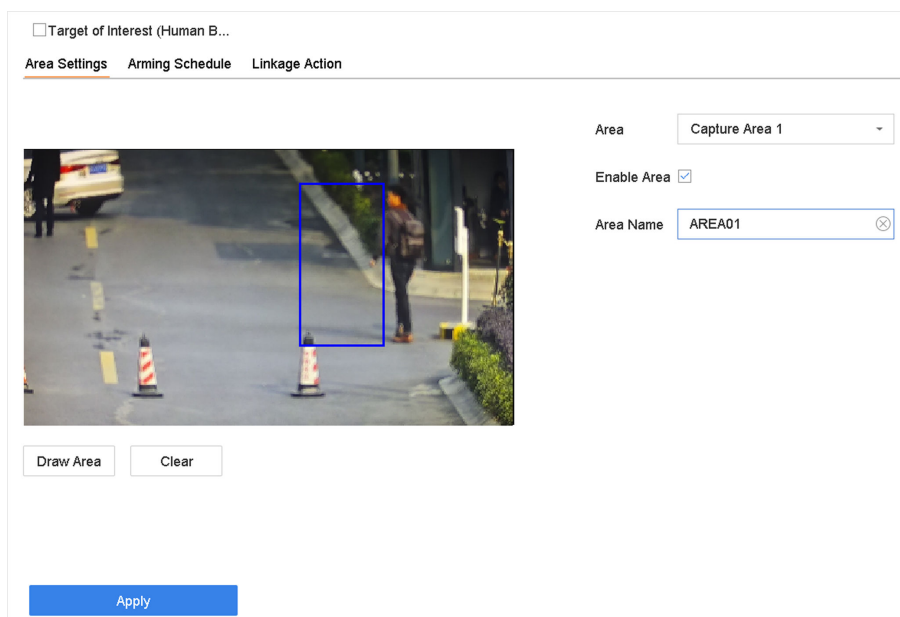 Target of Interest (Human B...
Area Settings Arming Schedule Linkage Action
Area Capture Area 1
Enable Area
Area Name AREA01
Draw Area Clear
Apply